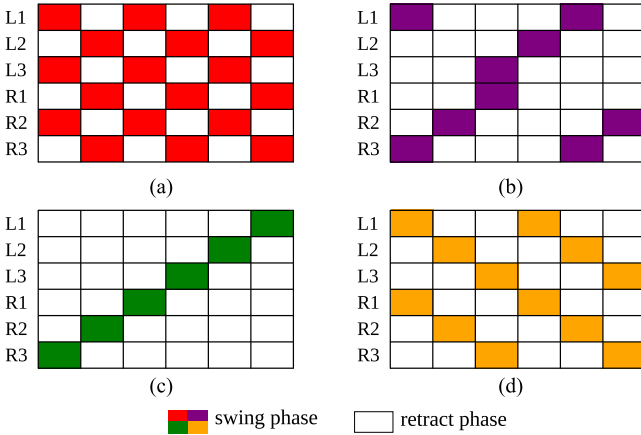 L1
L2
L3
R1
R2
R3
(a)
L1
L2
L3
R1
R2
R3
(b)
L1
L2
L3
R1
R2
R3
(c)
L1
L2
L3
R1
R2
R3
(d)
swing phase
retract phase